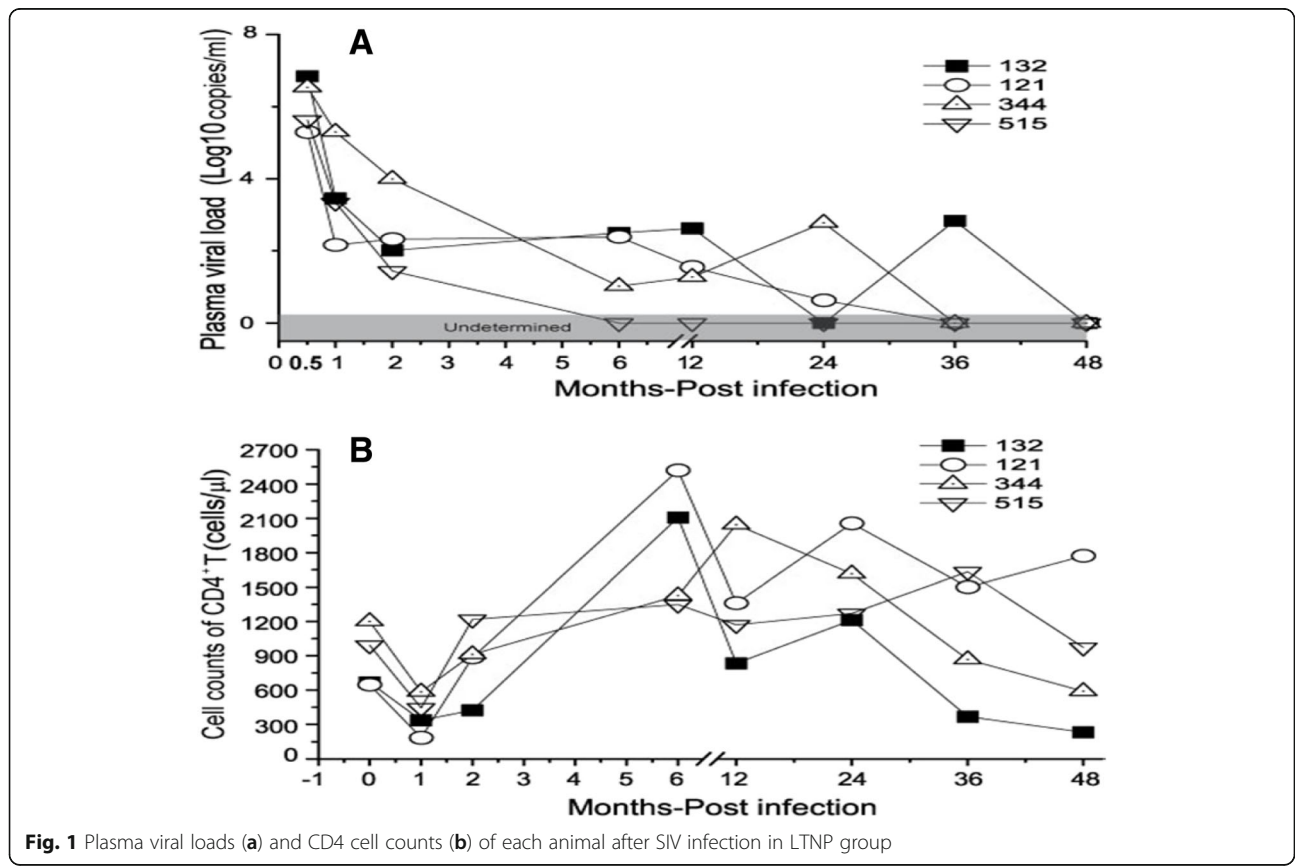 A
8
4
0
Plasma viral load (Log10 copies/ml)
132
121
344
515
Undetermined
0 0.5 1 2 3 4 5 6 12 24 36 48
Months-Post infection
B
2700
2400
2100
1800
1500
1200
900
600
300
0
Cell counts of CD4⁺T (cells/μl)
132
121
344
515
-1 0 1 2 3 4 5 6 12 24 36 48
Months-Post infection
Fig. 1 Plasma viral loads (a) and CD4 cell counts (b) of each animal after SIV infection in LTNP group